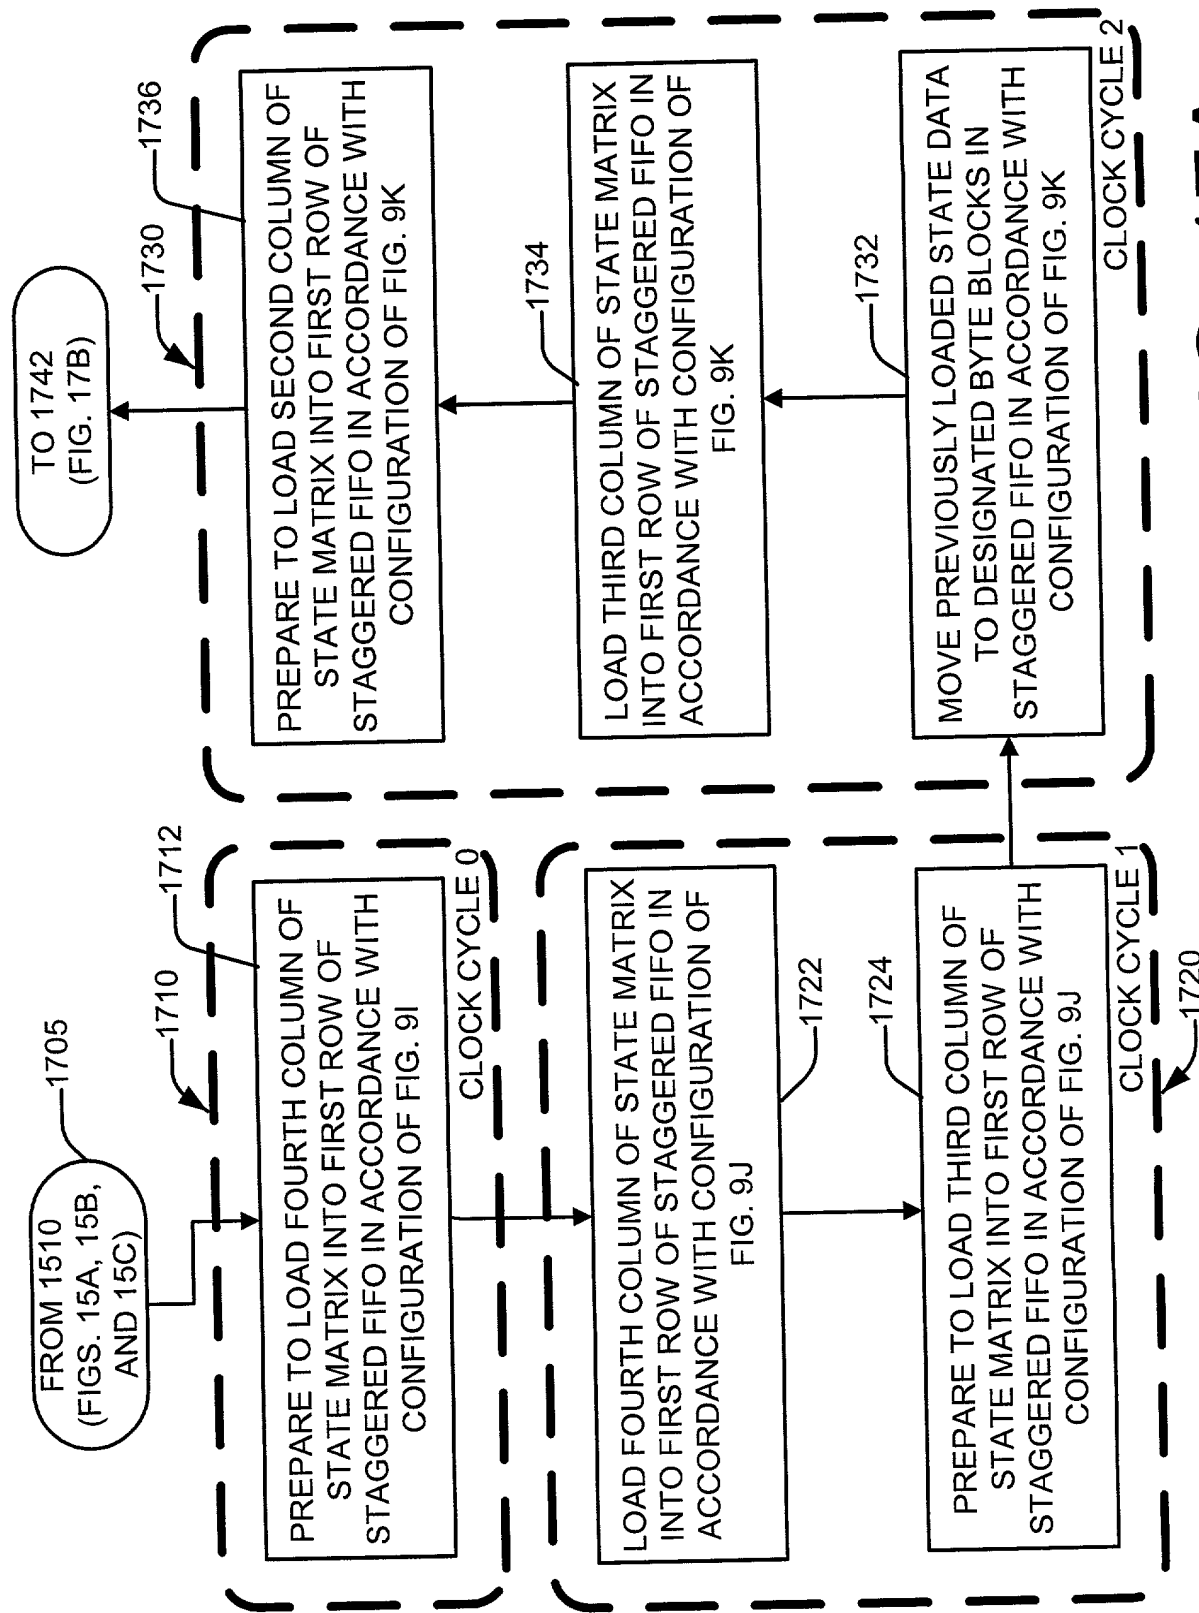 FROM 1510
(FIGS. 15A, 15B,
AND 15C)
1705
1710
1712
PREPARE TO LOAD FOURTH COLUMN OF
STATE MATRIX INTO FIRST ROW OF
STAGGERED FIFO IN ACCORDANCE WITH
CONFIGURATION OF FIG. 9I
CLOCK CYCLE 0
LOAD FOURTH COLUMN OF STATE MATRIX
INTO FIRST ROW OF STAGGERED FIFO IN
ACCORDANCE WITH CONFIGURATION OF
FIG. 9J
1722
1724
PREPARE TO LOAD THIRD COLUMN OF
STATE MATRIX INTO FIRST ROW OF
STAGGERED FIFO IN ACCORDANCE WITH
CONFIGURATION OF FIG. 9J
CLOCK CYCLE 1
1720
TO 1742
(FIG. 17B)
1730
1736
PREPARE TO LOAD SECOND COLUMN OF
STATE MATRIX INTO FIRST ROW OF
STAGGERED FIFO IN ACCORDANCE WITH
CONFIGURATION OF FIG. 9K
1734
LOAD THIRD COLUMN OF STATE MATRIX
INTO FIRST ROW OF STAGGERED FIFO IN
ACCORDANCE WITH CONFIGURATION OF
FIG. 9K
1732
MOVE PREVIOUSLY LOADED STATE DATA
TO DESIGNATED BYTE BLOCKS IN
STAGGERED FIFO IN ACCORDANCE WITH
CONFIGURATION OF FIG. 9K
CLOCK CYCLE 2